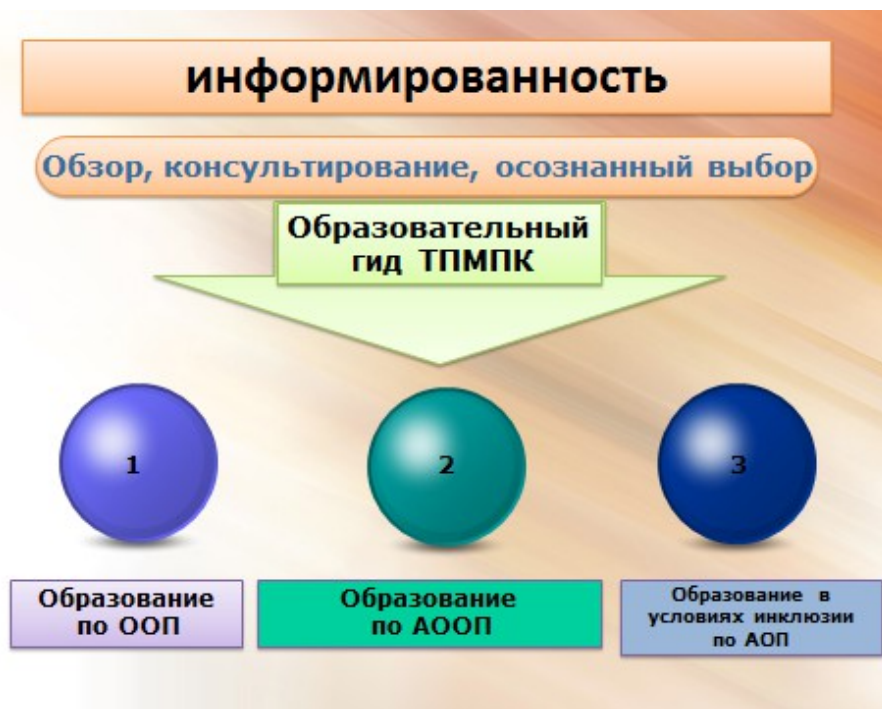 информированность
Обзор, консультирование, осознанный выбор
Образовательный
гид ТПМПК
1
2
3
Образование
по ООП
Образование
по АООП
Образование в
условиях инклюзии
по АОП